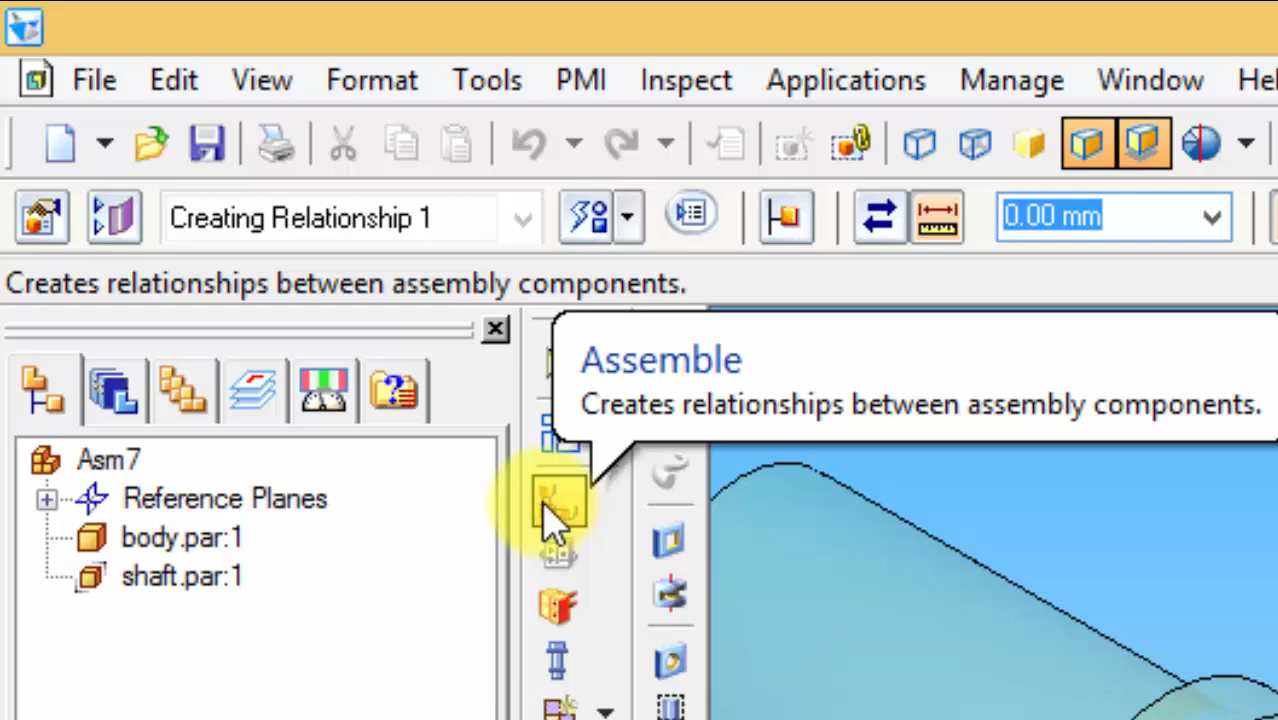 File Edit View Format Tools PMI Inspect Applications Manage Window Hel
Creating Relationship 1 0.00 mm
Creates relationships between assembly components.
Assemble
Creates relationships between assembly components.
Asm7
Reference Planes
body.par:1
shaft.par:1